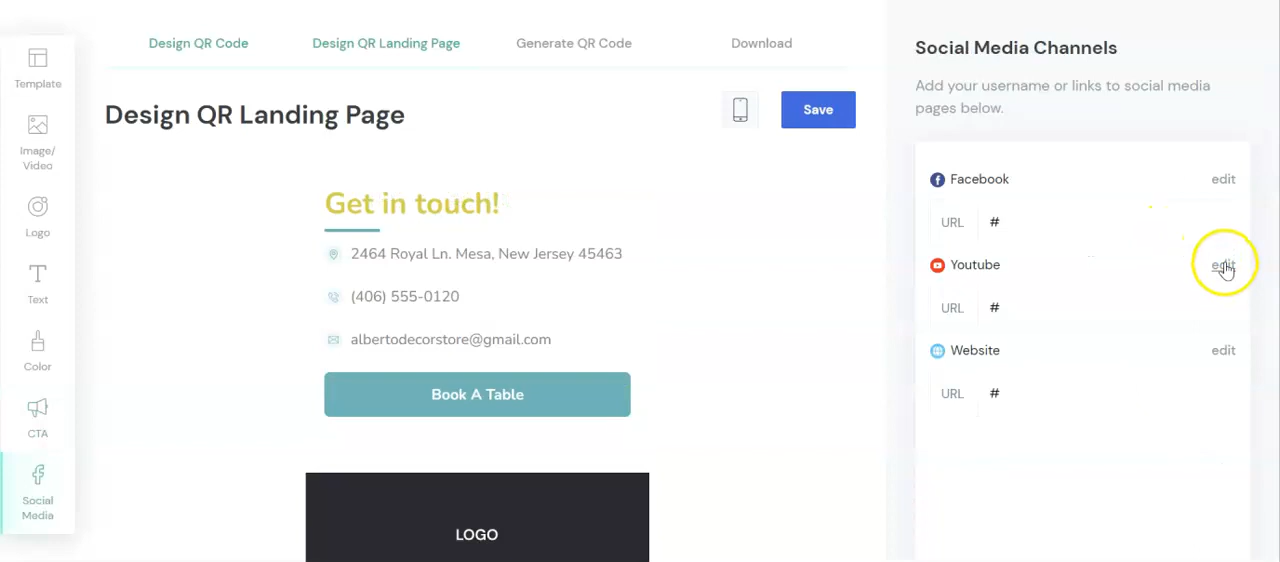 Design QR Code
Design QR Landing Page
Generate QR Code
Download
Template
Image/
Video
Logo
Text
Color
CTA
Social
Media
Design QR Landing Page
Save
Get in touch!
2464 Royal Ln. Mesa, New Jersey 45463
(406) 555-0120
albertodecorstore@gmail.com
Book A Table
LOGO
Social Media Channels
Add your username or links to social media
pages below.
Facebook edit
URL #
Youtube edit
URL #
Website edit
URL #